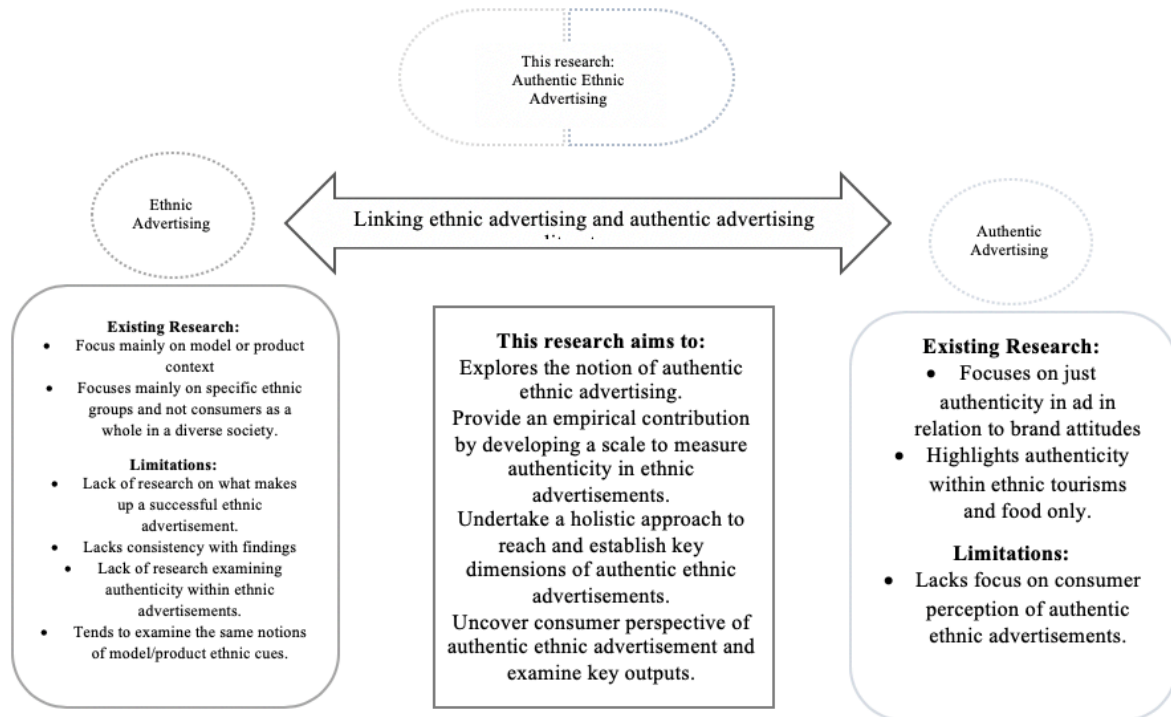 This research:
Authentic Ethnic
Advertising
Ethnic
Advertising
Linking ethnic advertising and authentic advertising
Authentic
Advertising
Existing Research:
• Focus mainly on model or product
context
• Focuses mainly on specific ethnic
groups and not consumers as a
whole in a diverse society.
Limitations:
• Lack of research on what makes
up a successful ethnic
advertisement.
• Lacks consistency with findings
• Lack of research examining
authenticity within ethnic
advertisements.
• Tends to examine the same notions
of model/product ethnic cues.
This research aims to:
Explores the notion of authentic
ethnic advertising.
Provide an empirical contribution
by developing a scale to measure
authenticity in ethnic
advertisements.
Undertake a holistic approach to
reach and establish key
dimensions of authentic ethnic
advertisements.
Uncover consumer perspective of
authentic ethnic advertisement and
examine key outputs.
Existing Research:
• Focuses on just
authenticity in ad in
relation to brand attitudes
• Highlights authenticity
within ethnic tourisms
and food only.
Limitations:
• Lacks focus on consumer
perception of authentic
ethnic advertisements.